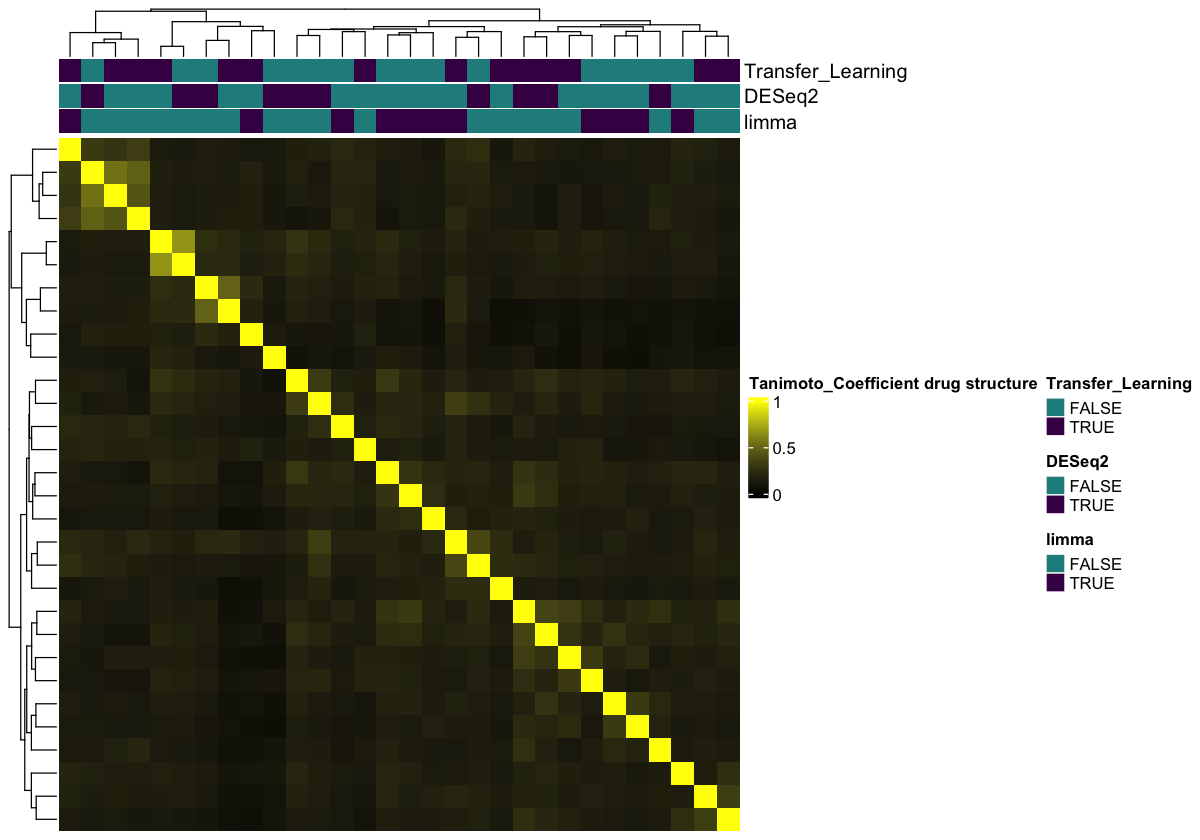 Transfer_Learning
DESeq2
limma
Tanimoto_Coefficient drug structure
1
0.5
0
Transfer_Learning
FALSE
TRUE
DESeq2
FALSE
TRUE
limma
FALSE
TRUE